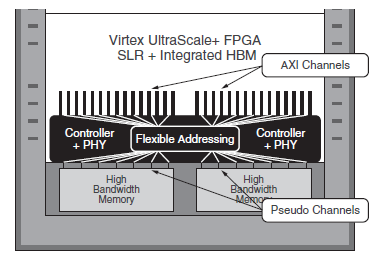 Virtex UltraScale+ FPGA
SLR + Integrated HBM
AXI Channels
Controller
+ PHY
Flexible Addressing
Controller
+ PHY
High
Bandwidth
Memory
High
Bandwidth
Memory
Pseudo Channels